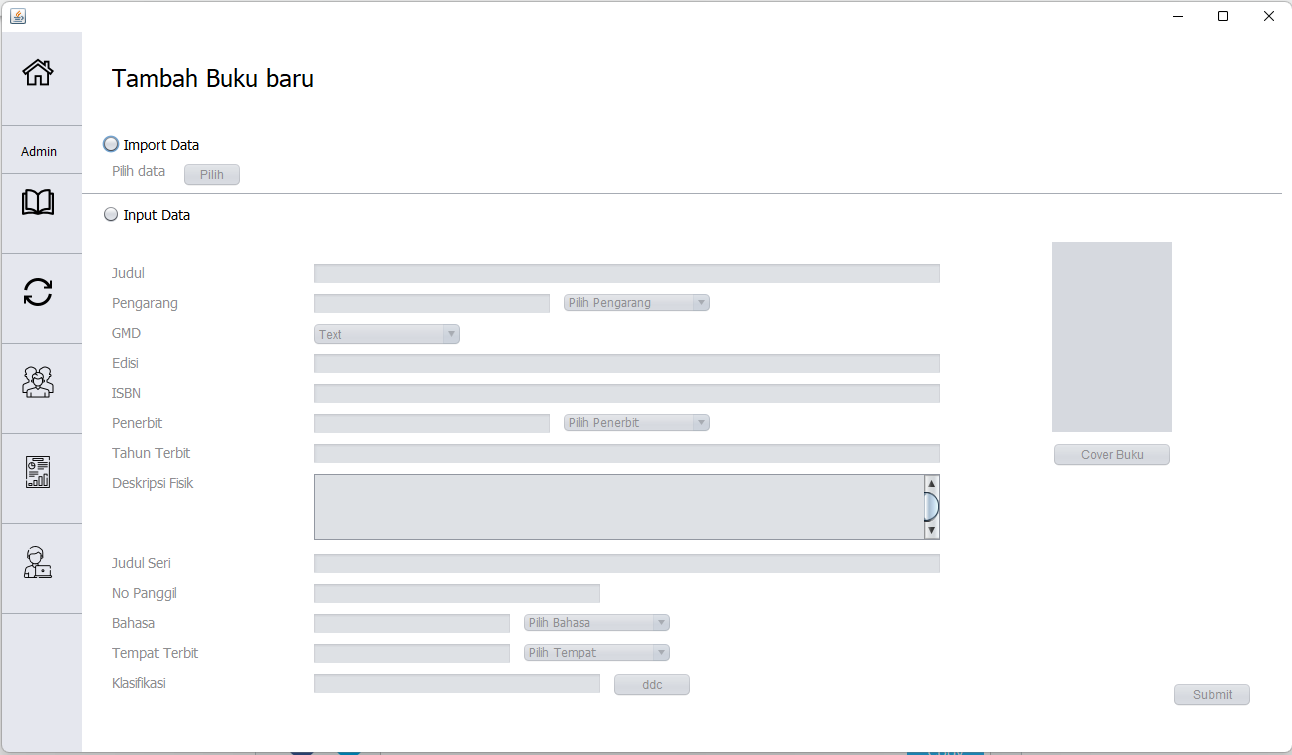 Tambah Buku baru
Admin
Import Data
Pilih data
Pilih
Input Data
Judul
Pengarang
Pilih Pengarang
GMD
Text
Edisi
ISBN
Penerbit
Pilih Penerbit
Tahun Terbit
Cover Buku
Deskripsi Fisik
Judul Seri
No Panggil
Bahasa
Pilih Bahasa
Tempat Terbit
Pilih Tempat
Klasifikasi
ddc
Submit